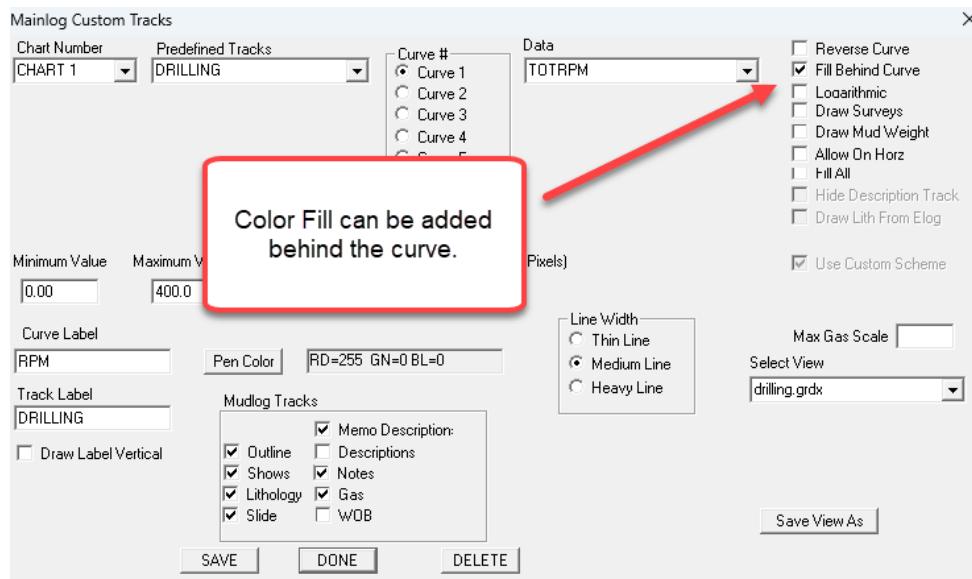 Mainlog Custom Tracks
Chart Number
CHART 1
Predefined Tracks
DRILLING
Curve #
Curve 1
Curve 2
Curve 3
Curve 4
Data
TOTRPM
Reverse Curve
Fill Behind Curve
Logarithmic
Draw Surveys
Draw Mud Weight
Allow On Horz
Fill All
Hide Description Track
Draw Lith From Elog
Use Custom Scheme
Color Fill can be added
behind the curve.
Minimum Value
0.00
Maximum V
400.0
Pixels)
Curve Label
RPM
Pen Color
RD=255 GN=0 BL=0
Line Width
Thin Line
Medium Line
Heavy Line
Max Gas Scale
Select View
drilling.grdx
Track Label
DRILLING
Draw Label Vertical
Mudlog Tracks
Memo Description:
Outline
Descriptions
Shows
Notes
Lithology
Gas
Slide
WOB
Save View As
SAVE
DONE
DELETE